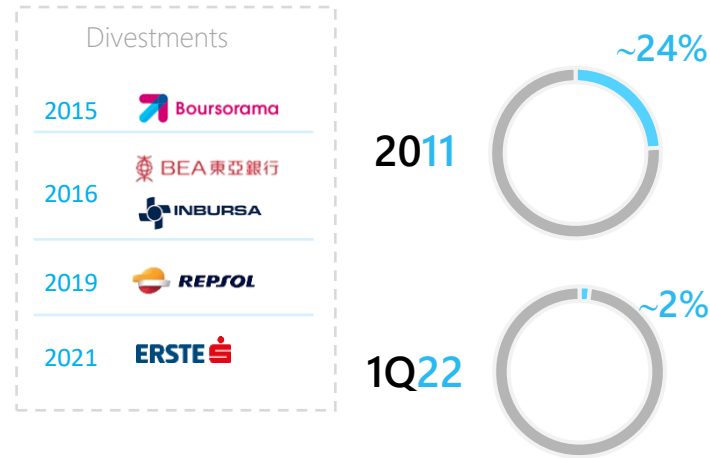 Divestments
2015
Boursorama
2016
BEA東亞銀行
INBURSA
2019
REPSOL
2021
ERSTE
~24%
2011
~2%
1Q22